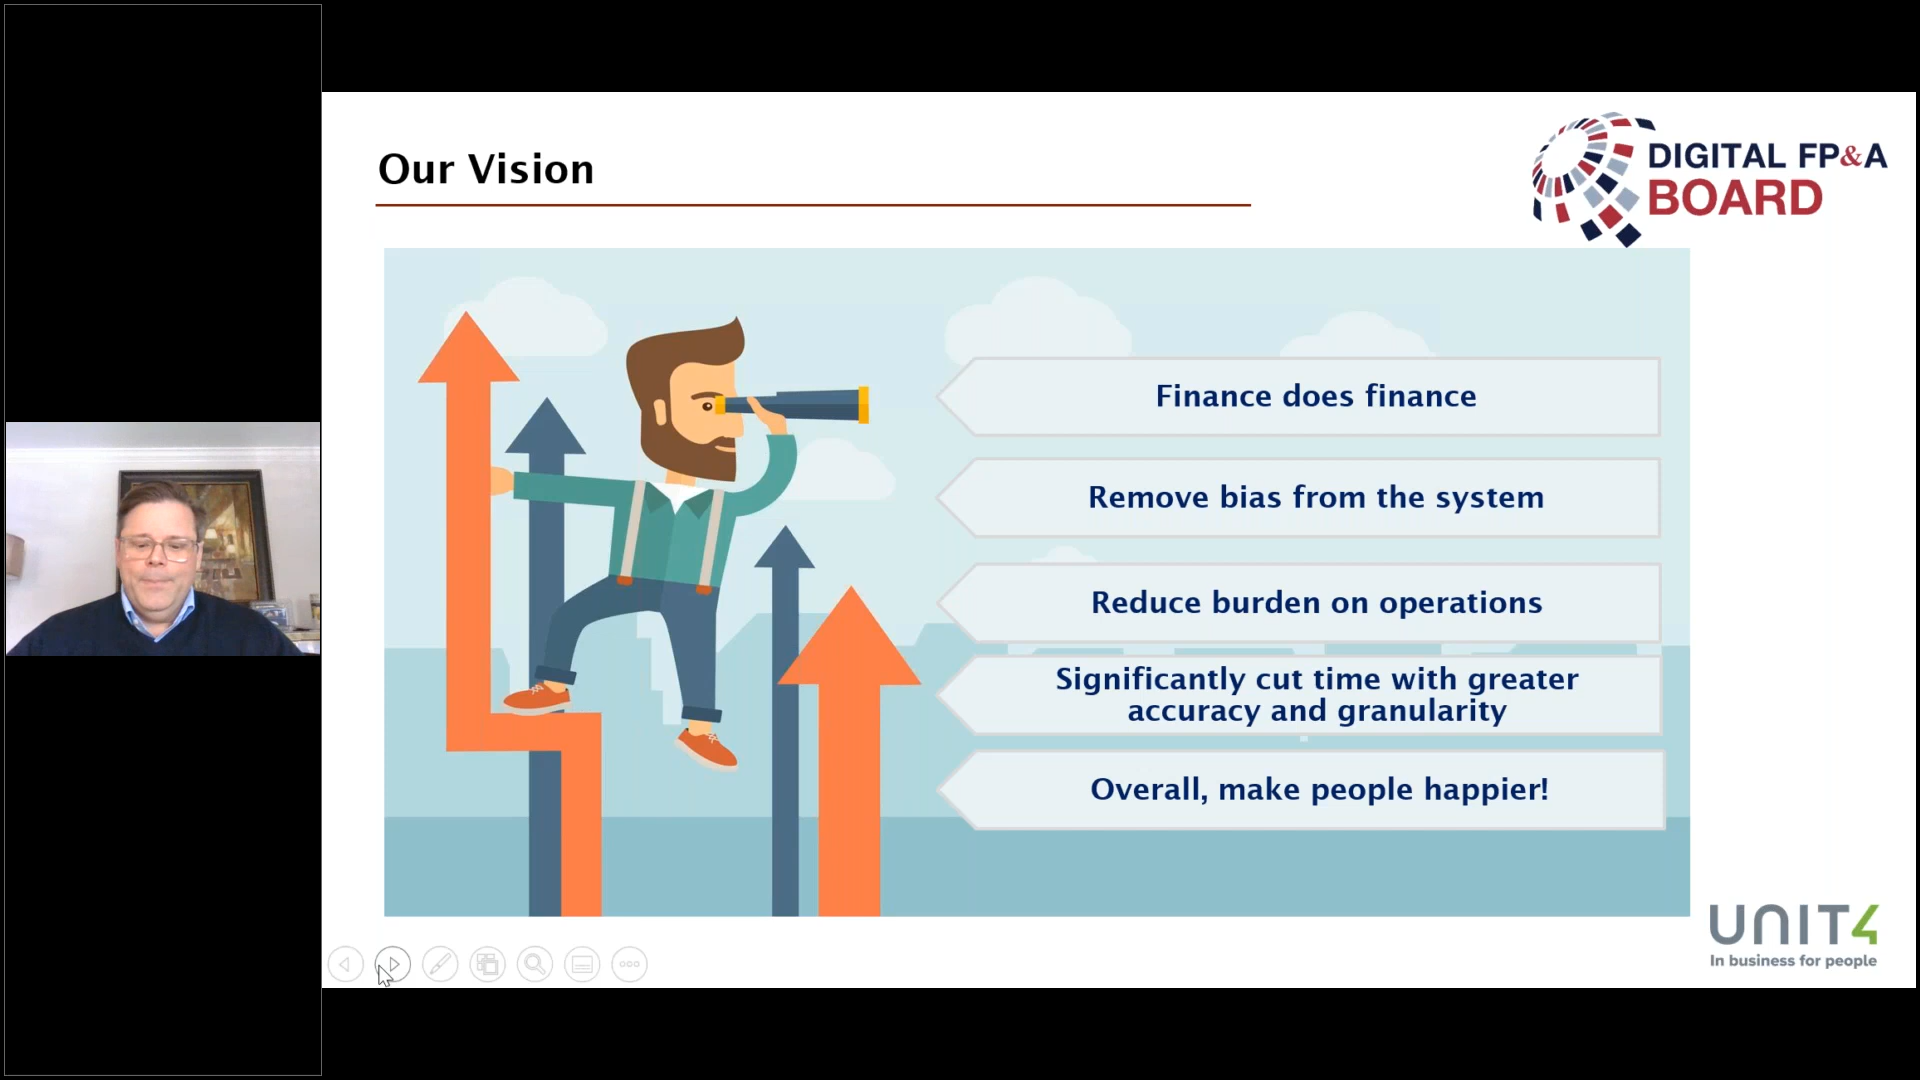 Our Vision
DIGITAL FP&A
BOARD
Finance does finance
Remove bias from the system
Reduce burden on operations
Significantly cut time with greater
accuracy and granularity
Overall, make people happier!
UNIT4
In business for people